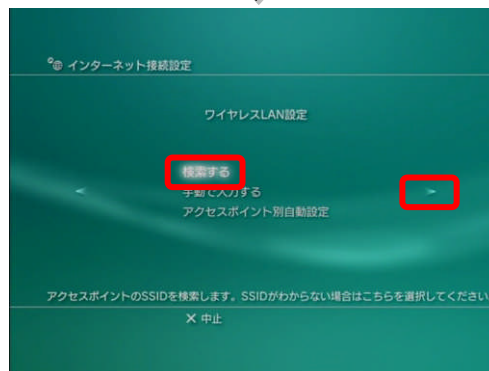 インターネット接続設定
ワイヤレスLAN設定
検索する
手動で入力する
アクセスポイント別自動設定
アクセスポイントのSSIDを検索します。SSIDがわからない場合はこちらを選択してください
✕ 中止